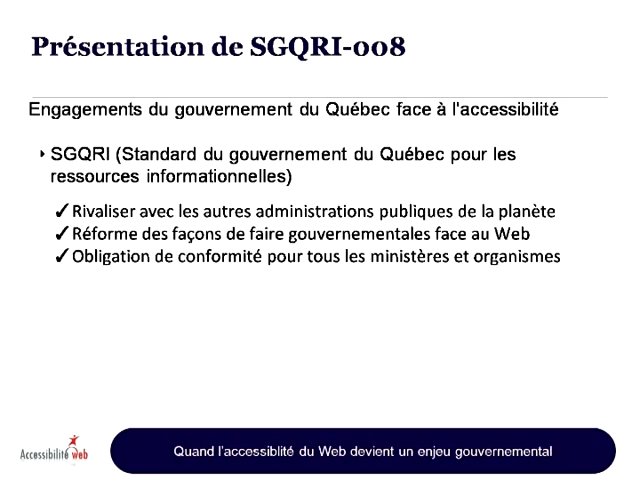 Présentation de SGQRI-008
Engagements du gouvernement du Québec face à l'accessibilité
‣ SGQRI (Standard du gouvernement du Québec pour les
ressources informationnelles)
✓Rivaliser avec les autres administrations publiques de la planète
✓Réforme des façons de faire gouvernementales face au Web
✓Obligation de conformité pour tous les ministères et organismes
Accessibilité web
Quand l'accessiblité du Web devient un enjeu gouvernemental